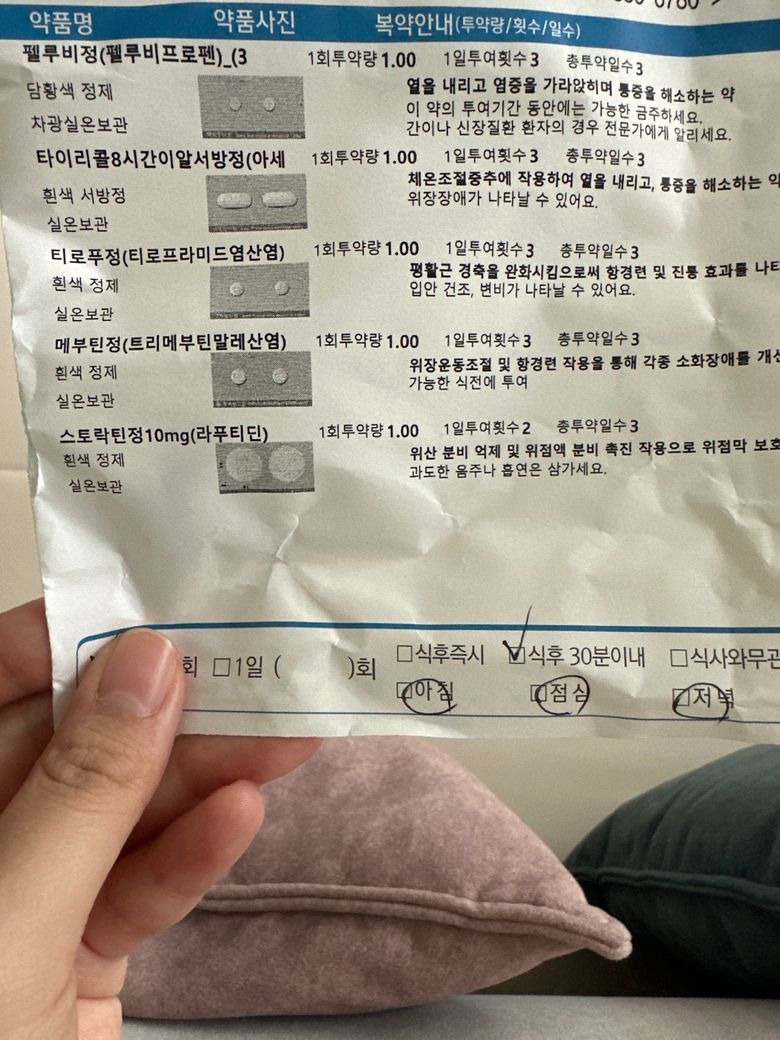 약품명 약품사진 복약안내(투약량/횟수/일수)
펠루비정(펠루비프로펜)_(3 1회투약량 1.00 1일투여횟수 3 총투약일수 3
담황색 정제 열을 내리고 염증을 가라앉히며 통증을 해소하는 약
차광실온보관 이 약의 투여기간 동안에는 가능한 금주하세요.
간이나 신장질환 환자의 경우 전문가에게 알리세요.
타이리콜8시간이알서방정(아세 1회투약량 1.00 1일투여횟수 3 총투약일수 3
흰색 서방정 체온조절중추에 작용하여 열을 내리고, 통증을 해소하는 약
실온보관 위장장애가 나타날 수 있어요.
티로푸정(티로프라미드염산염) 1회투약량 1.00 1일투여횟수 3 총투약일수 3
흰색 정제 평활근 경축을 완화시킴으로써 항경련 및 진통 효과를 나타
실온보관 입안 건조, 변비가 나타날 수 있어요.
메부틴정(트리메부틴말레산염) 1회투약량 1.00 1일투여횟수 3 총투약일수 3
흰색 정제 위장운동조절 및 항경련 작용을 통해 각종 소화장애를 개선
실온보관 가능한 식전에 투여
스토락틴정10mg(라푸티딘) 1회투약량 1.00 1일투여횟수 2 총투약일수 3
흰색 정제 위산 분비 억제 및 위점액 분비 촉진 작용으로 위점막 보호
실온보관 과도한 음주나 흡연은 삼가세요.
회 □1일 ( )회 □식후즉시 ☑식후 30분이내 □식사와무관
□아침 □점심 □저녁